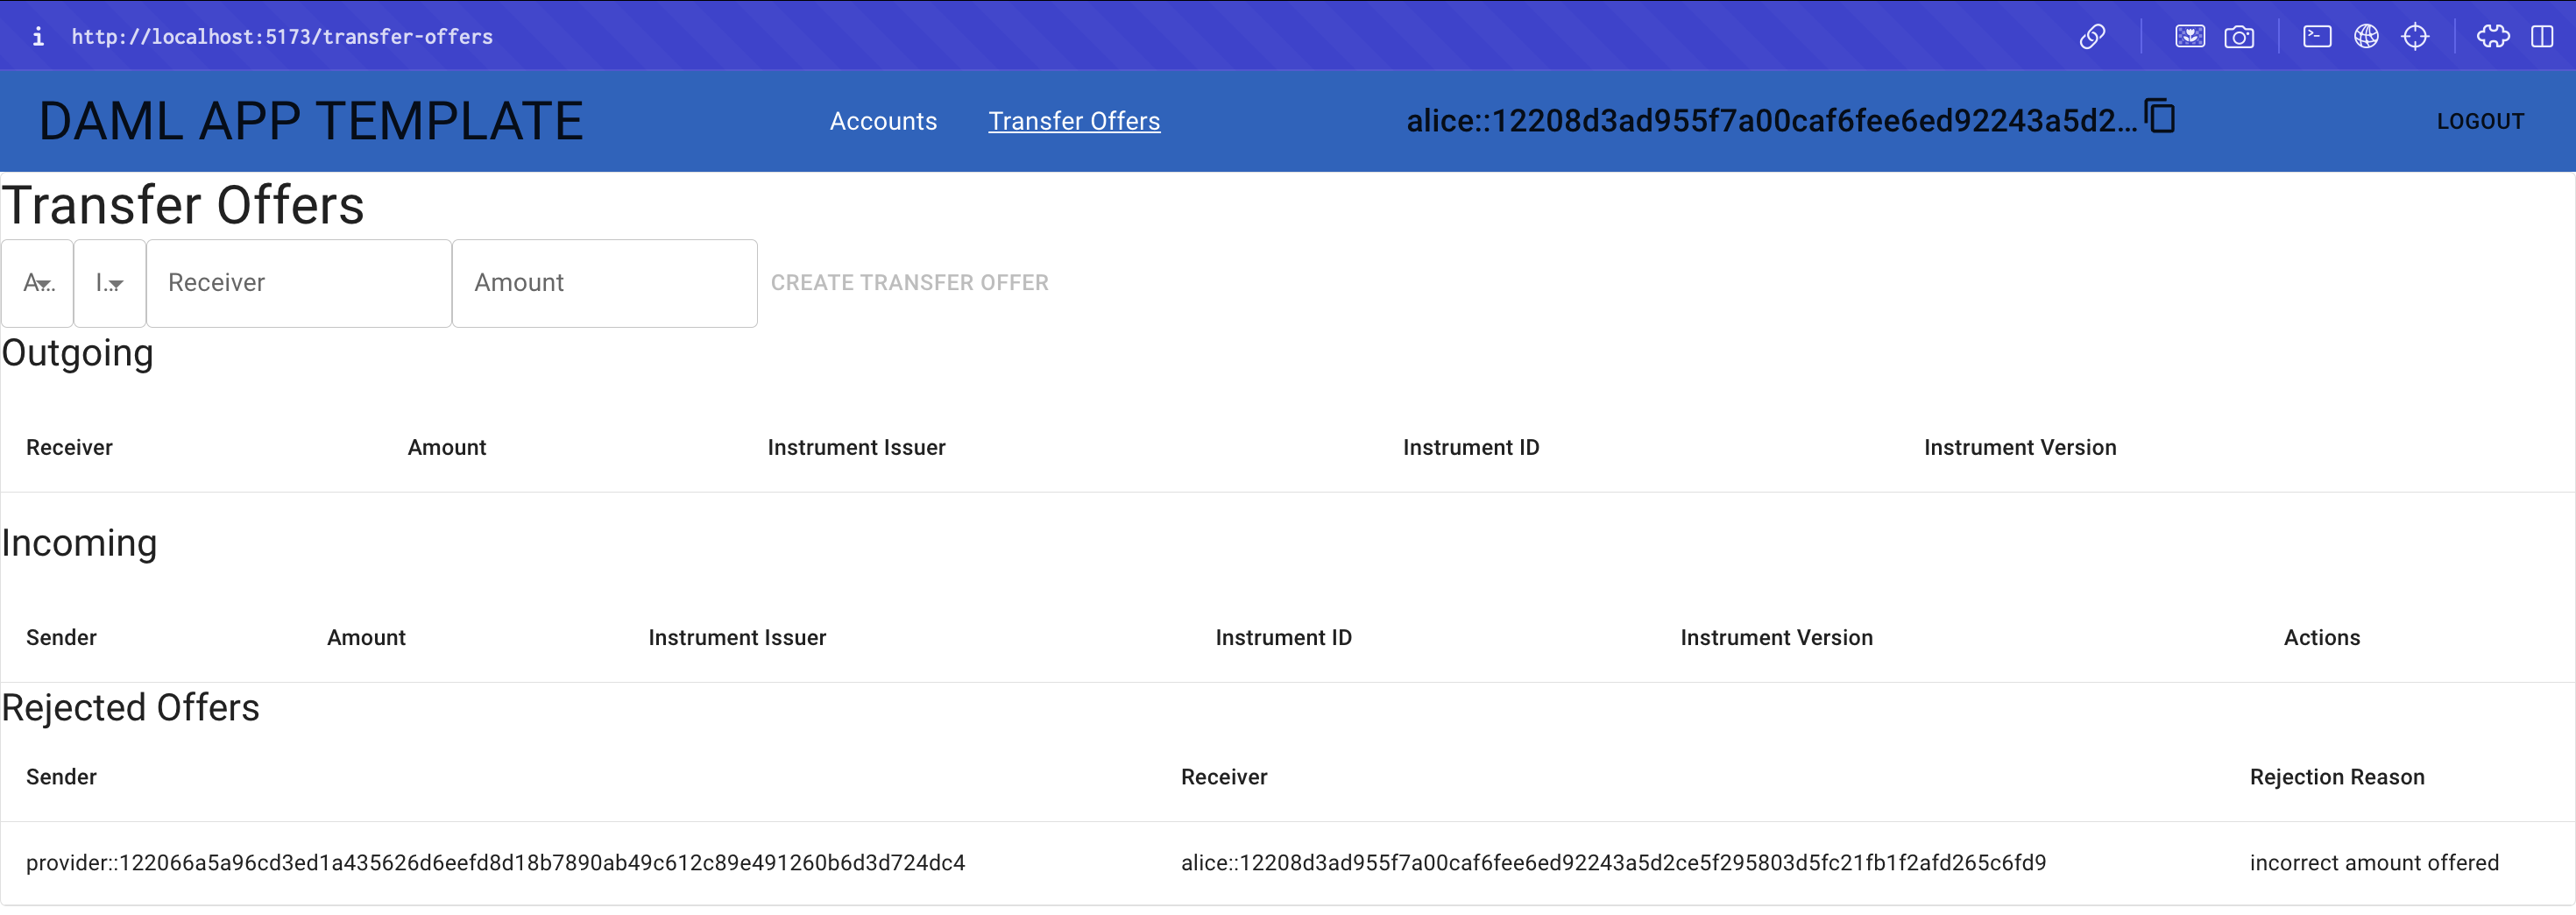 http://localhost:5173/transfer-offers
DAML APP TEMPLATE Accounts Transfer Offers alice::12208d3ad955f7a00caf6fee6ed92243a5d2… LOGOUT
Transfer Offers
A… I… Receiver Amount CREATE TRANSFER OFFER
Outgoing
Receiver Amount Instrument Issuer Instrument ID Instrument Version
Incoming
Sender Amount Instrument Issuer Instrument ID Instrument Version Actions
Rejected Offers
Sender Receiver Rejection Reason
provider::122066a5a96cd3ed1a435626d6eefd8d18b7890ab49c612c89e491260b6d3d724dc4 alice::12208d3ad955f7a00caf6fee6ed92243a5d2ce5f295803d5fc21fb1f2afd265c6fd9 incorrect amount offered